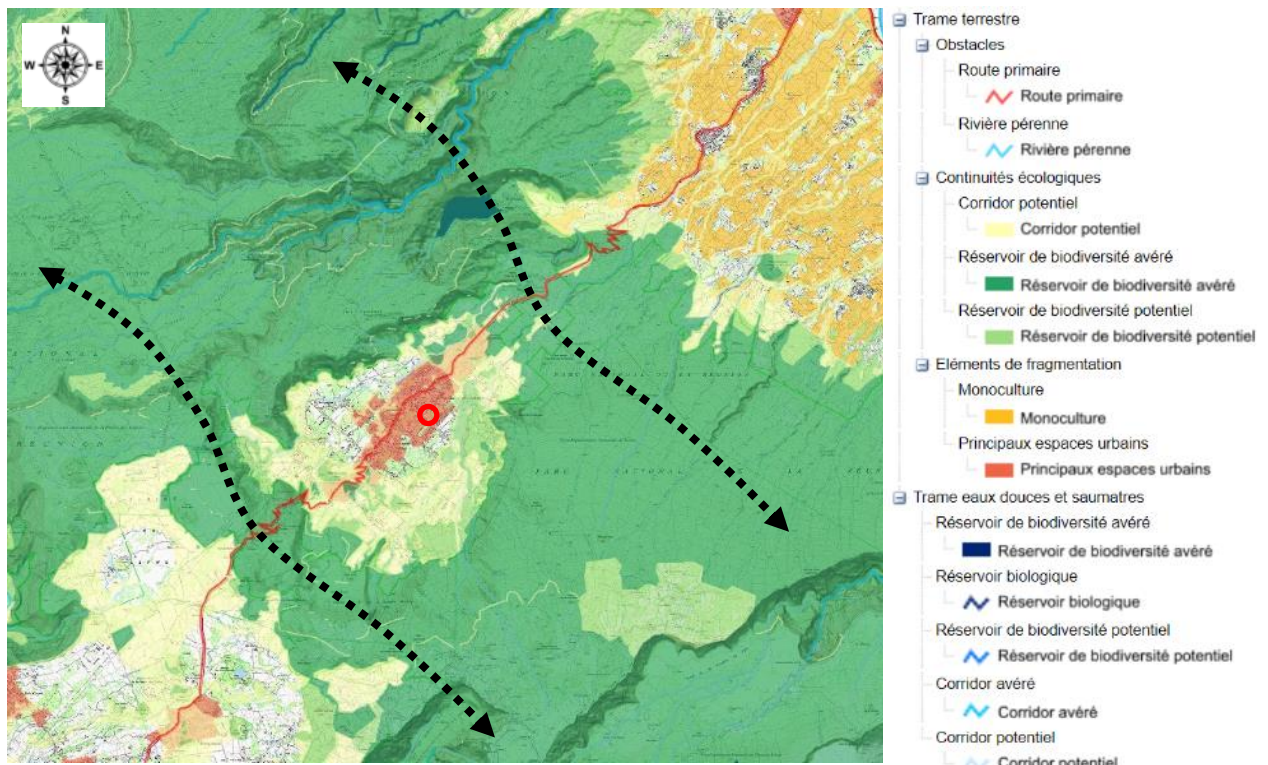 N
W E
S
Trame terrestre
Obstacles
Route primaire
Route primaire
Rivière pérenne
Rivière pérenne
Continuités écologiques
Corridor potentiel
Corridor potentiel
Réservoir de biodiversité avéré
Réservoir de biodiversité avéré
Réservoir de biodiversité potentiel
Réservoir de biodiversité potentiel
Eléments de fragmentation
Monoculture
Monoculture
Principaux espaces urbains
Principaux espaces urbains
Trame eaux douces et saumatres
Réservoir de biodiversité avéré
Réservoir de biodiversité avéré
Réservoir biologique
Réservoir biologique
Réservoir de biodiversité potentiel
Réservoir de biodiversité potentiel
Corridor avéré
Corridor avéré
Corridor potentiel
Corridor potentiel